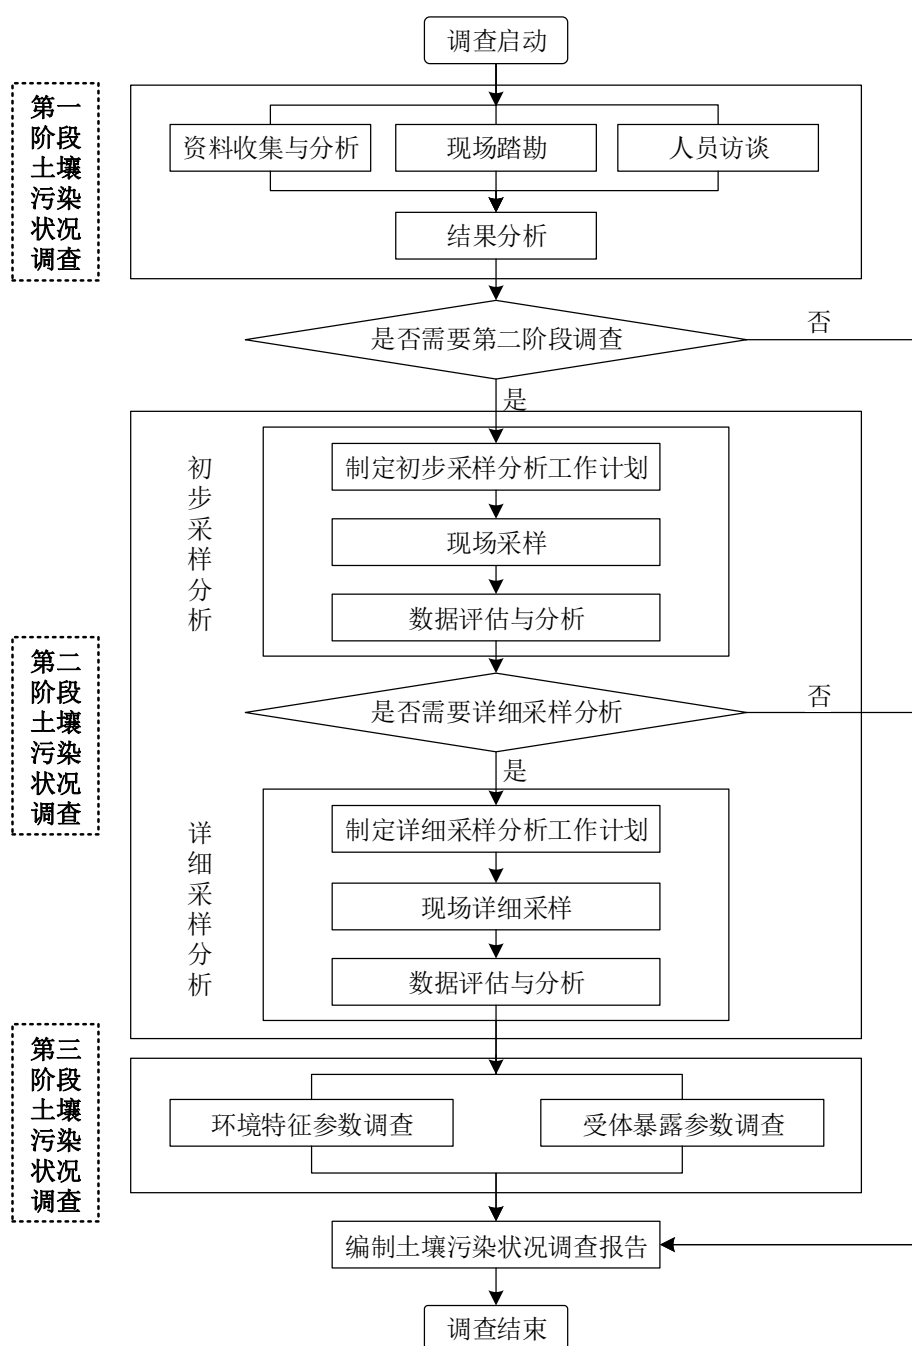 调查启动
第一
阶段
土壤
污染
状况
调查
资料收集与分析
现场踏勘
人员访谈
结果分析
是否需要第二阶段调查
否
是
第二
阶段
土壤
污染
状况
调查
初
步
采
样
分
析
制定初步采样分析工作计划
现场采样
数据评估与分析
是否需要详细采样分析
否
是
详
细
采
样
分
析
制定详细采样分析工作计划
现场详细采样
数据评估与分析
第三
阶段
土壤
污染
状况
调查
环境特征参数调查
受体暴露参数调查
编制土壤污染状况调查报告
调查结束